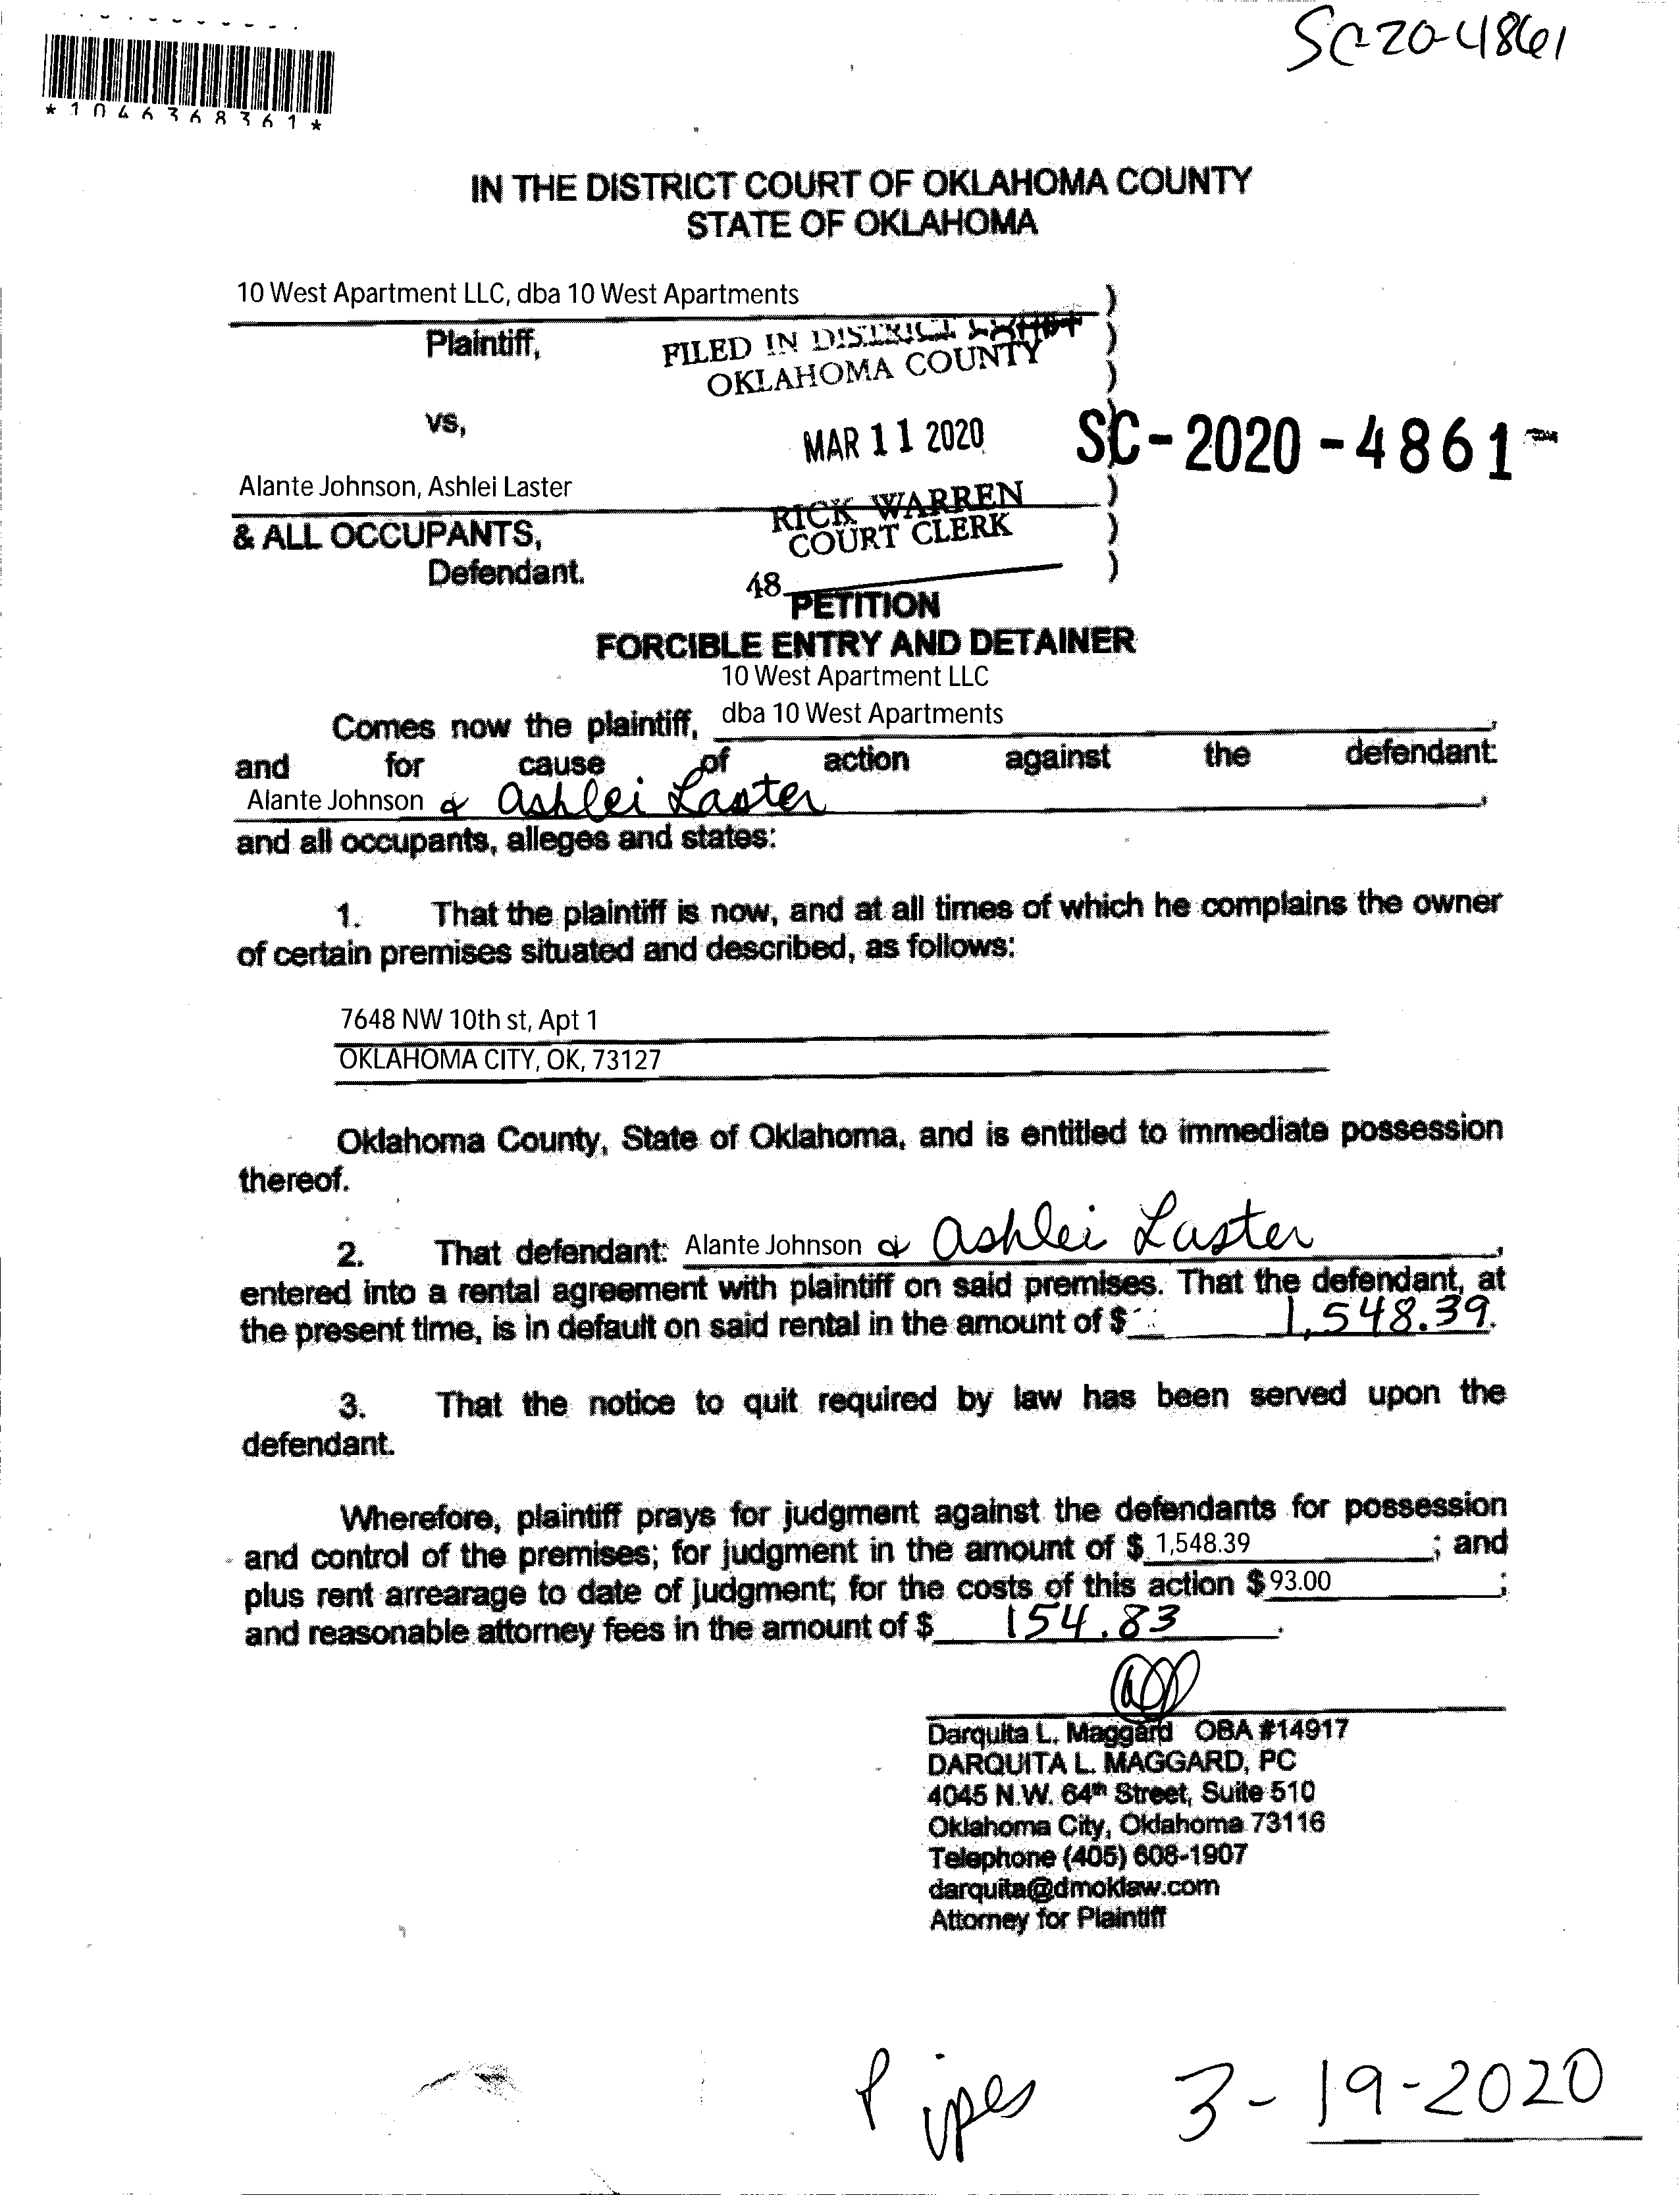 SC-20-4861
*1046368361*
IN THE DISTRICT COURT OF OKLAHOMA COUNTY
STATE OF OKLAHOMA
10 West Apartment LLC, dba 10 West Apartments )
Plaintiff, )
FILED IN DISTRICT COURT
OKLAHOMA COUNTY )
vs, )
MAR 11 2020
SC-2020-4861
Alante Johnson, Ashlei Laster )
RICK WARREN
COURT CLERK
& ALL OCCUPANTS, )
Defendant. )
48
PETITION
FORCIBLE ENTRY AND DETAINER
10 West Apartment LLC
Comes now the plaintiff, dba 10 West Apartments,
and for cause of action against the defendant:
Alante Johnson & Ashlei Laster,
and all occupants, alleges and states:
1. That the plaintiff is now, and at all times of which he complains the owner
of certain premises situated and described, as follows:
7648 NW 10th st, Apt 1
OKLAHOMA CITY, OK, 73127
Oklahoma County, State of Oklahoma, and is entitled to immediate possession
thereof.
2. That defendant: Alante Johnson & Ashlei Laster,
entered into a rental agreement with plaintiff on said premises. That the defendant, at
the present time, is in default on said rental in the amount of $ 1,548.39.
3. That the notice to quit required by law has been served upon the
defendant.
Wherefore, plaintiff prays for judgment against the defendants for possession
and control of the premises; for judgment in the amount of $ 1,548.39; and
plus rent arrearage to date of judgment; for the costs of this action $ 93.00;
and reasonable attorney fees in the amount of $ 154.83.
Darquita L. Maggard OBA #14917
DARQUITA L. MAGGARD, PC
4045 N.W. 64th Street, Suite 510
Oklahoma City, Oklahoma 73116
Telephone (405) 608-1907
darquita@dmoklaw.com
Attorney for Plaintiff
Pipes 3-19-2020